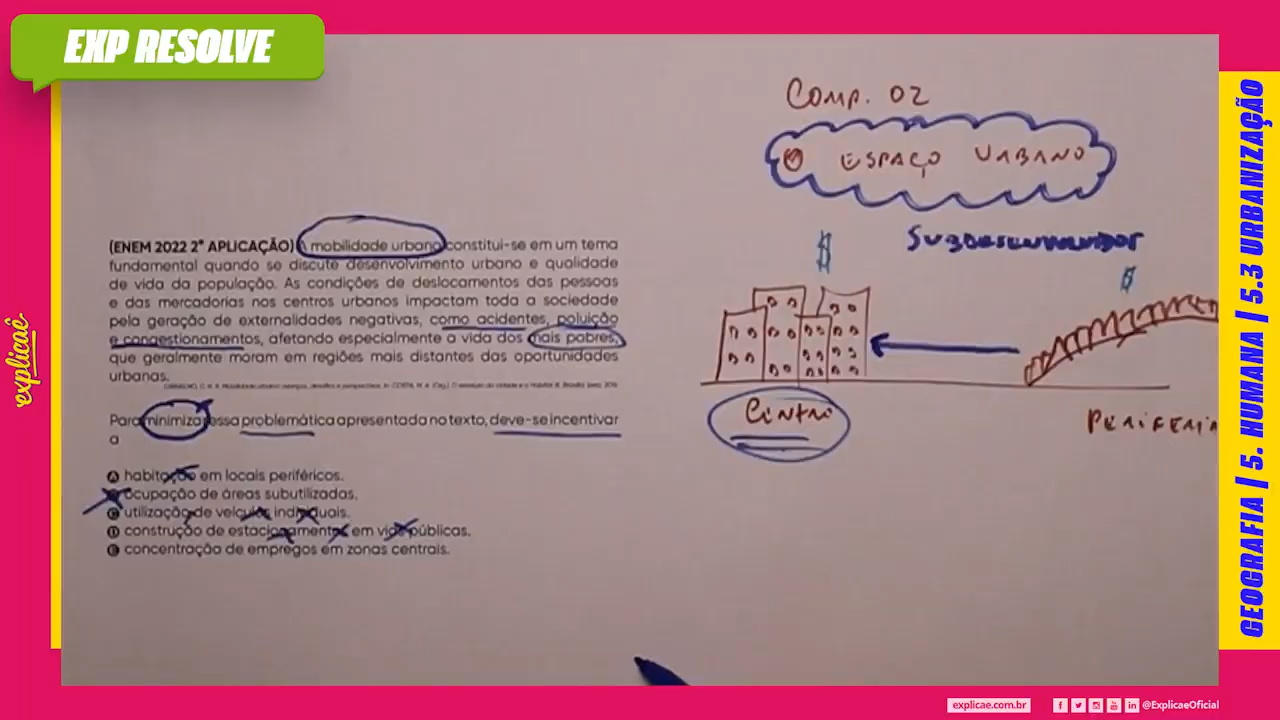 EXP RESOLVE
COMP. 02
ESPAÇO URBANO
SUBDESENVOLVIDOS
(ENEM 2022 2ª APLICAÇÃO) A mobilidade urbana constitui-se em um tema
fundamental quando se discute desenvolvimento urbano e qualidade
de vida da população. As condições de deslocamentos das pessoas
e das mercadorias nos centros urbanos impactam toda a sociedade
pela geração de externalidades negativas, como acidentes, poluição
e congestionamentos, afetando especialmente a vida dos mais pobres,
que geralmente moram em regiões mais distantes das oportunidades
urbanas.
Para minimizar essa problemática apresentada no texto, deve-se incentivar
a
A habitação em locais periféricos.
ocupação de áreas subutilizadas.
C utilização de veículos individuais.
D construção de estacionamentos em vias públicas.
E concentração de empregos em zonas centrais.
$
$
CENTRO
PERIFERIA
explicaê
GEOGRAFIA | 5. HUMANA | 5.3 URBANIZAÇÃO
explicae.com.br
@ExplicaeOficial